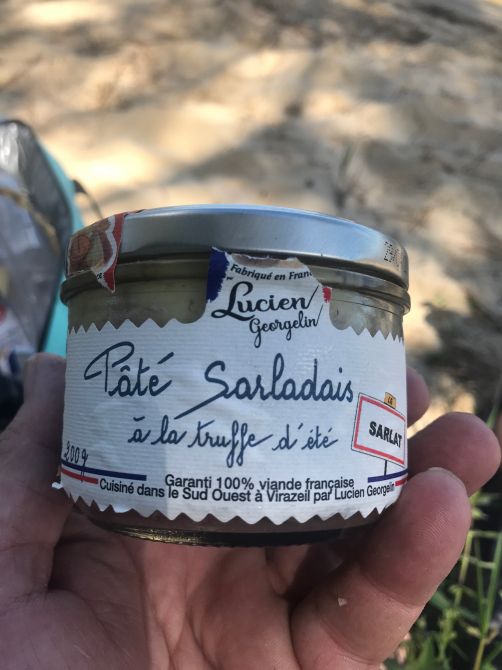 Fabriqué en Fran
Lucien
Georgelin
Pâté Sarladais
à la truffe d'été
SARLAT
200g
Garanti 100% viande française
Cuisiné dans le Sud Ouest à Virazeil par Lucien Georgelin